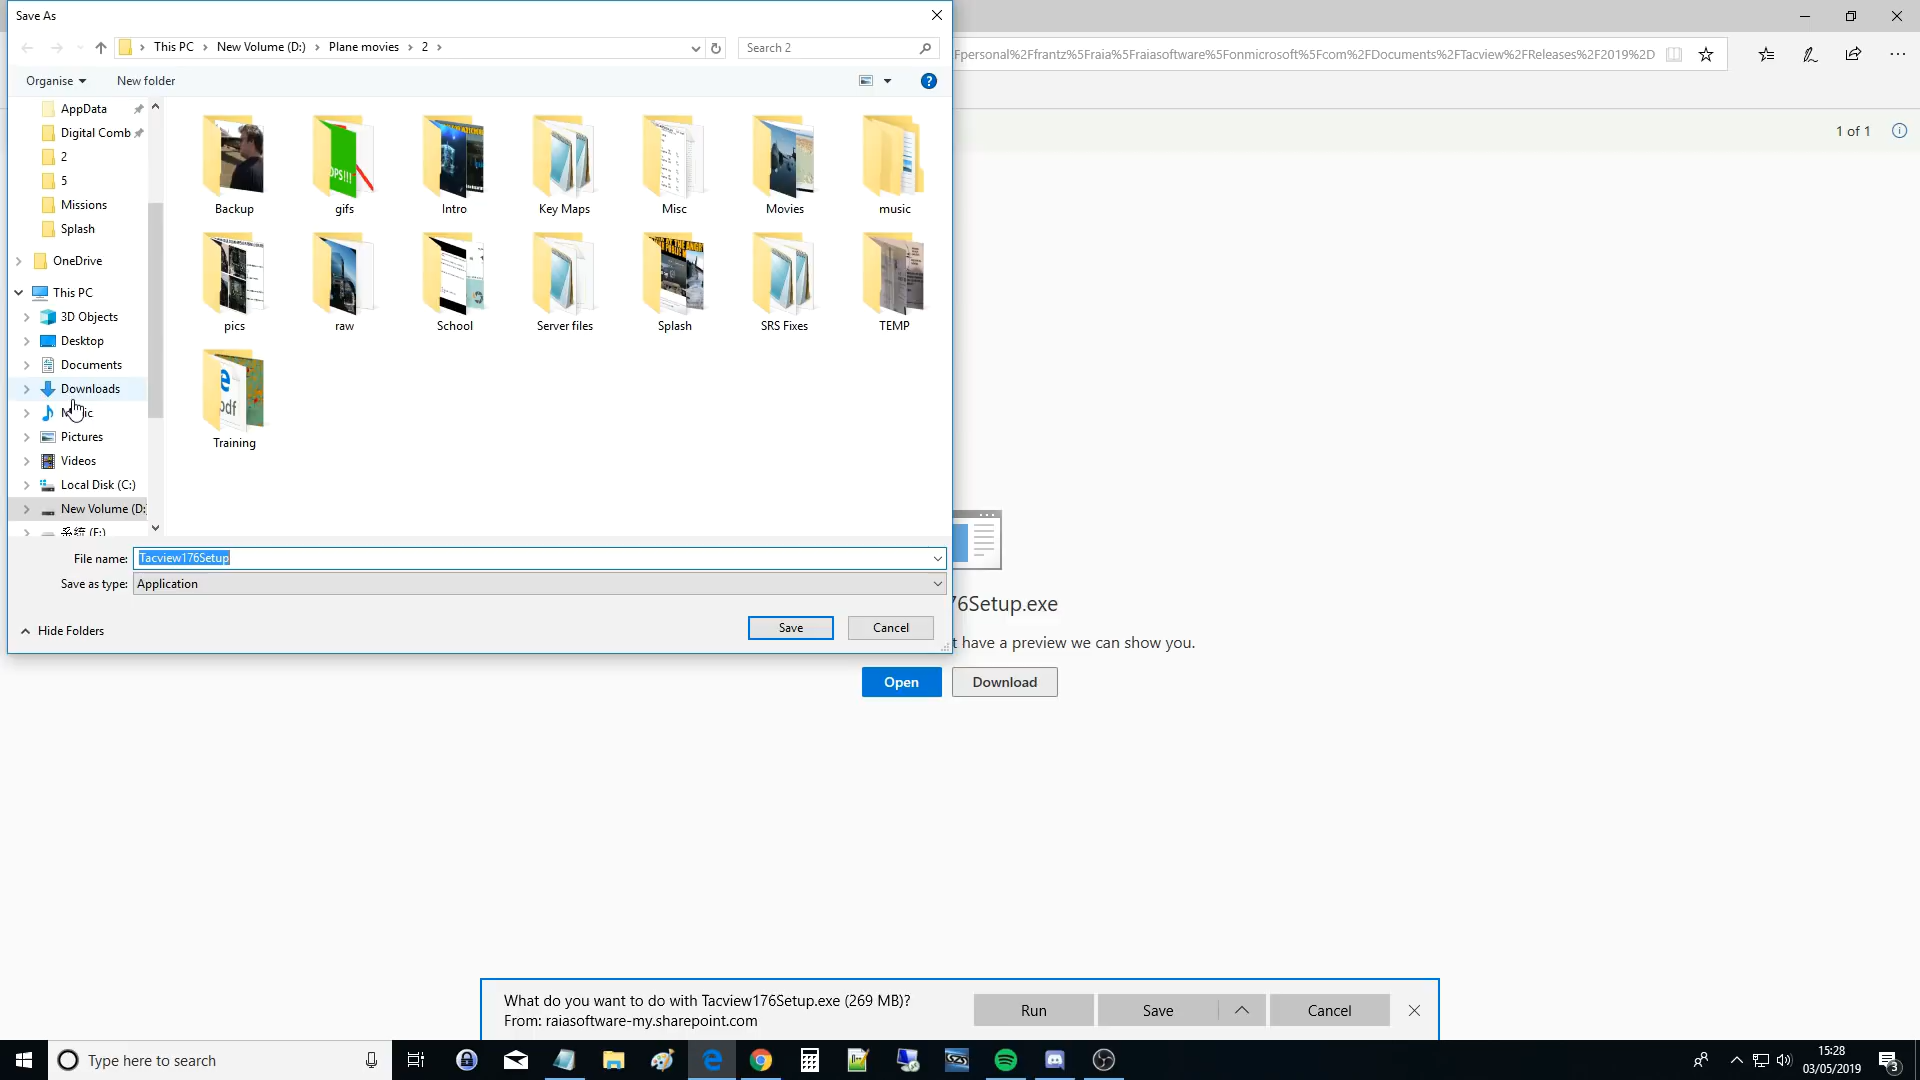 Save As
This PC > New Volume (D:) > Plane movies > 2 >
Search 2
Fpersonal%2Ffrantz%5Fraia%5Fraiasoftware%5Fonmicrosoft%5Fcom%2FDocuments%2FTacview%2FReleases%2F2019%2D
Organise
New folder
AppData
Digital Comb
2
5
Missions
Splash
OneDrive
This PC
3D Objects
Desktop
Documents
Downloads
Pictures
Videos
Local Disk (C:)
New Volume (D:
系统 (E:)
Backup
gifs
Intro
Key Maps
Misc
Movies
music
pics
raw
School
Server files
Splash
SRS Fixes
TEMP
Training
1 of 1
File name: Tacview176Setup
Save as type: Application
Hide Folders
Save
Cancel
76Setup.exe
t have a preview we can show you.
Open
Download
What do you want to do with Tacview176Setup.exe (269 MB)?
From: raiasoftware-my.sharepoint.com
Run
Save
Cancel
Type here to search
15:28
03/05/2019
3